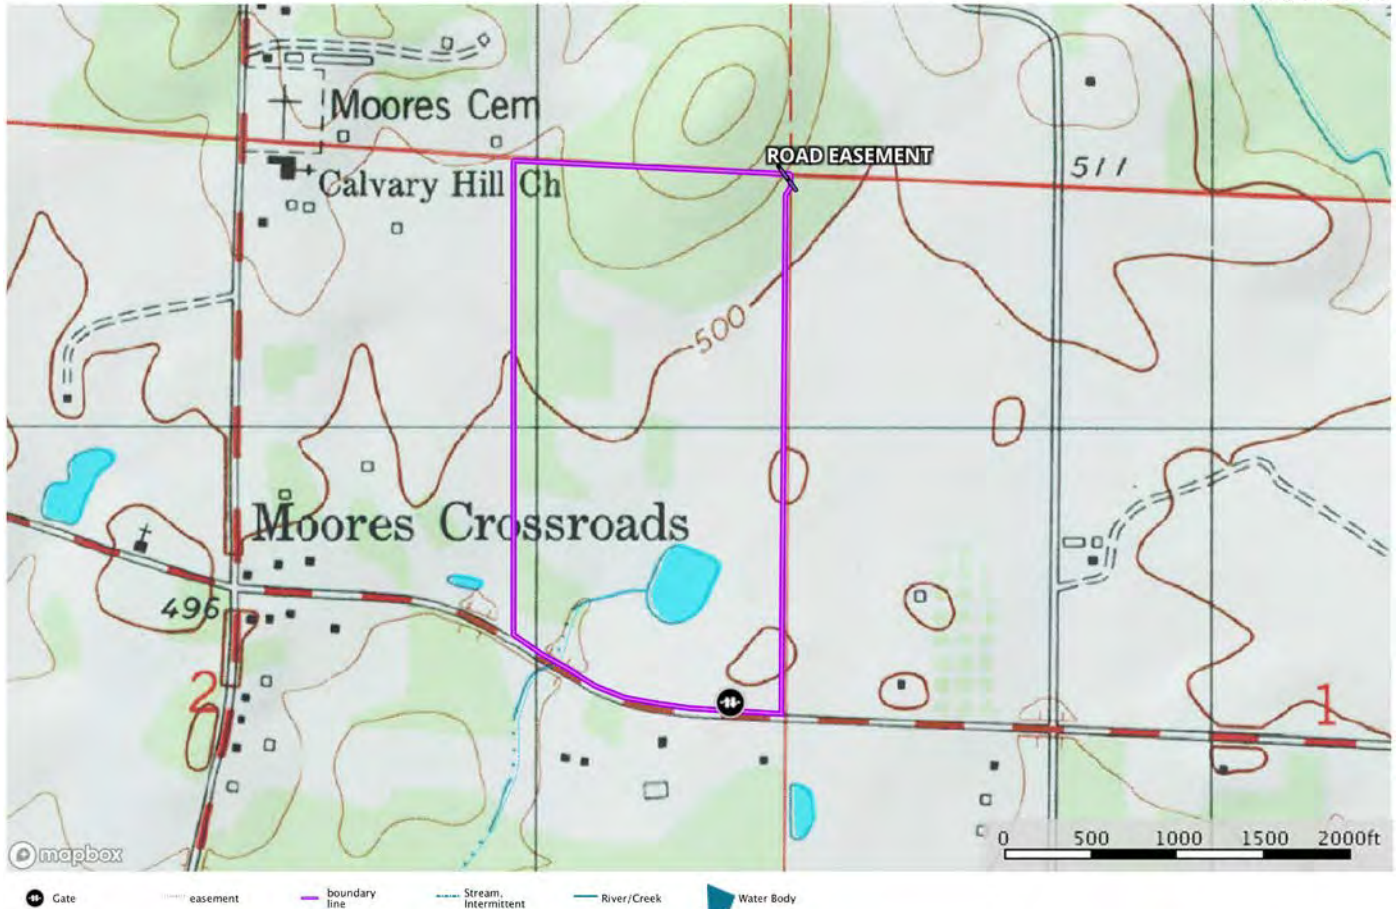 Moores Cem
ROAD EASEMENT
511
Calvary Hill Ch
500
Moores Crossroads
496
2
1
0 500 1000 1500 2000ft
mapbox
Gate
easement
boundary
line
Stream,
Intermittent
River/Creek
Water Body